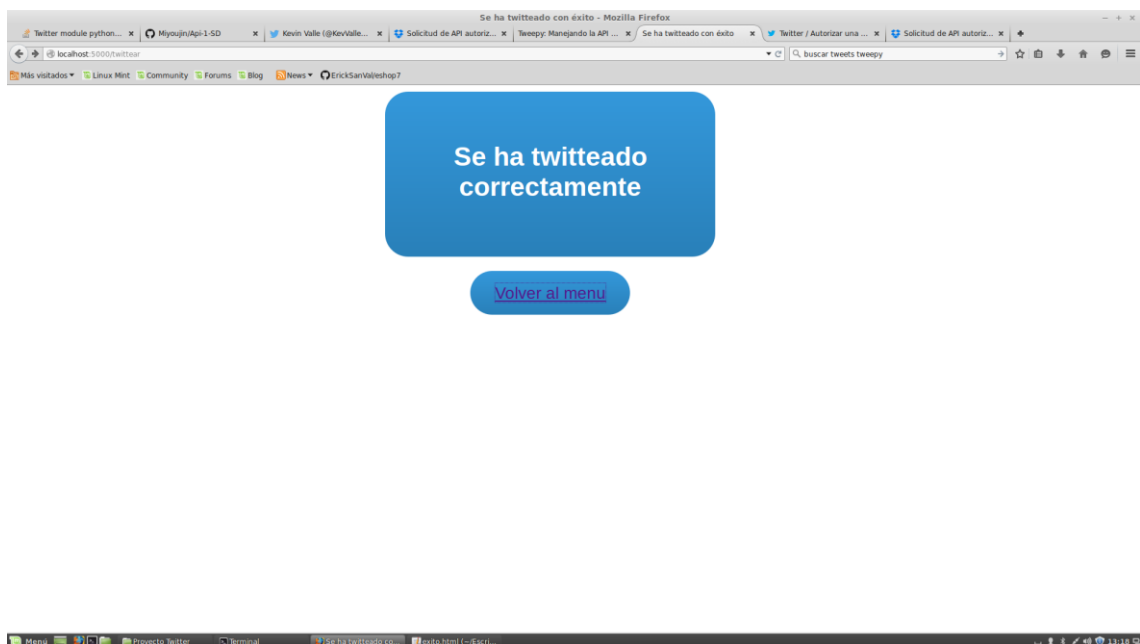 Se ha twitteado con éxito - Mozilla Firefox
Twitter module python... Miyoujin/Api-1-SD Kevin Valle (@KevValle... Solicitud de API autoriz... Tweepy: Manejando la API ... Se ha twitteado con éxito Twitter / Autorizar una ... Solicitud de API autoriz...
localhost:5000/twittear buscar tweets tweepy
Más visitados Linux Mint Community Forums Blog News ErickSanVal/eshop7
Se ha twitteado
correctamente
Volver al menu
Menú Proyecto Twitter Terminal Se ha twitteado co... exito.html (~/Escri... 13:18